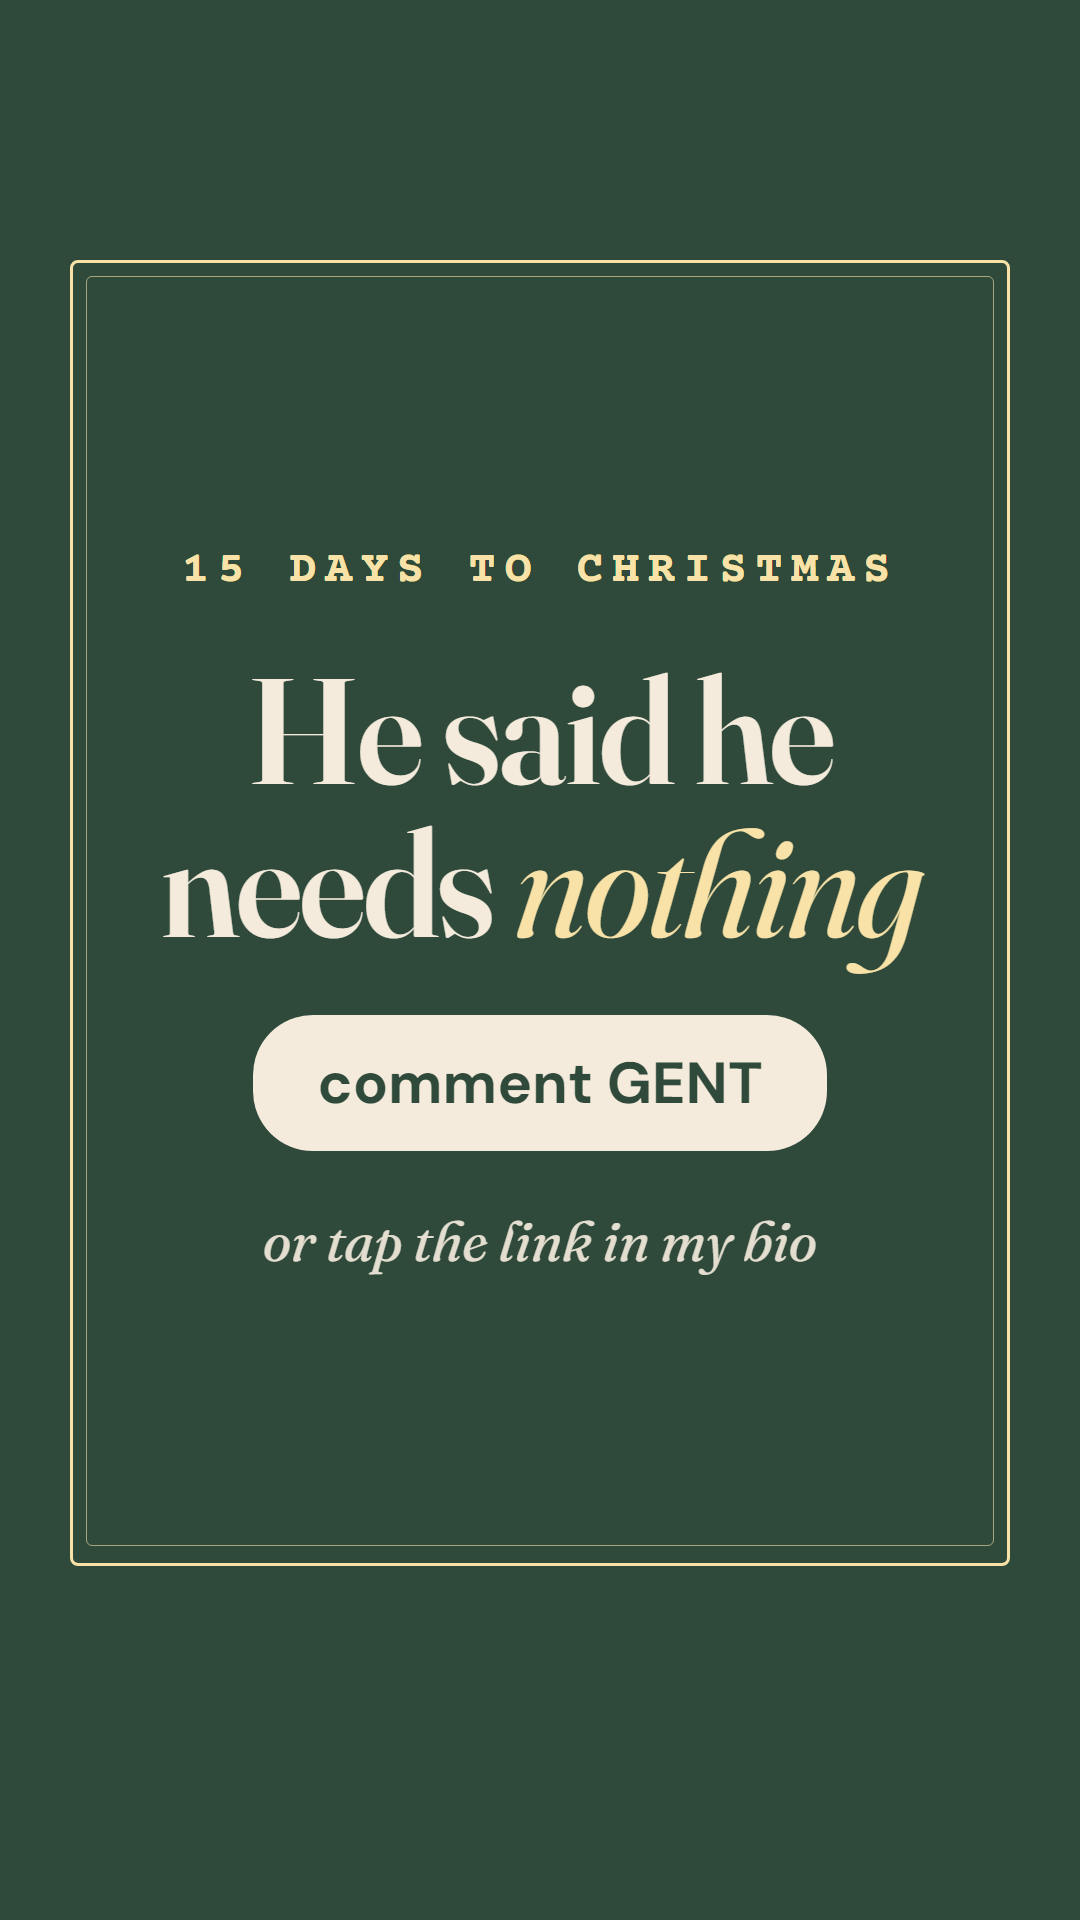 15 DAYS TO CHRISTMAS
He said he
needs nothing
comment GENT
or tap the link in my bio